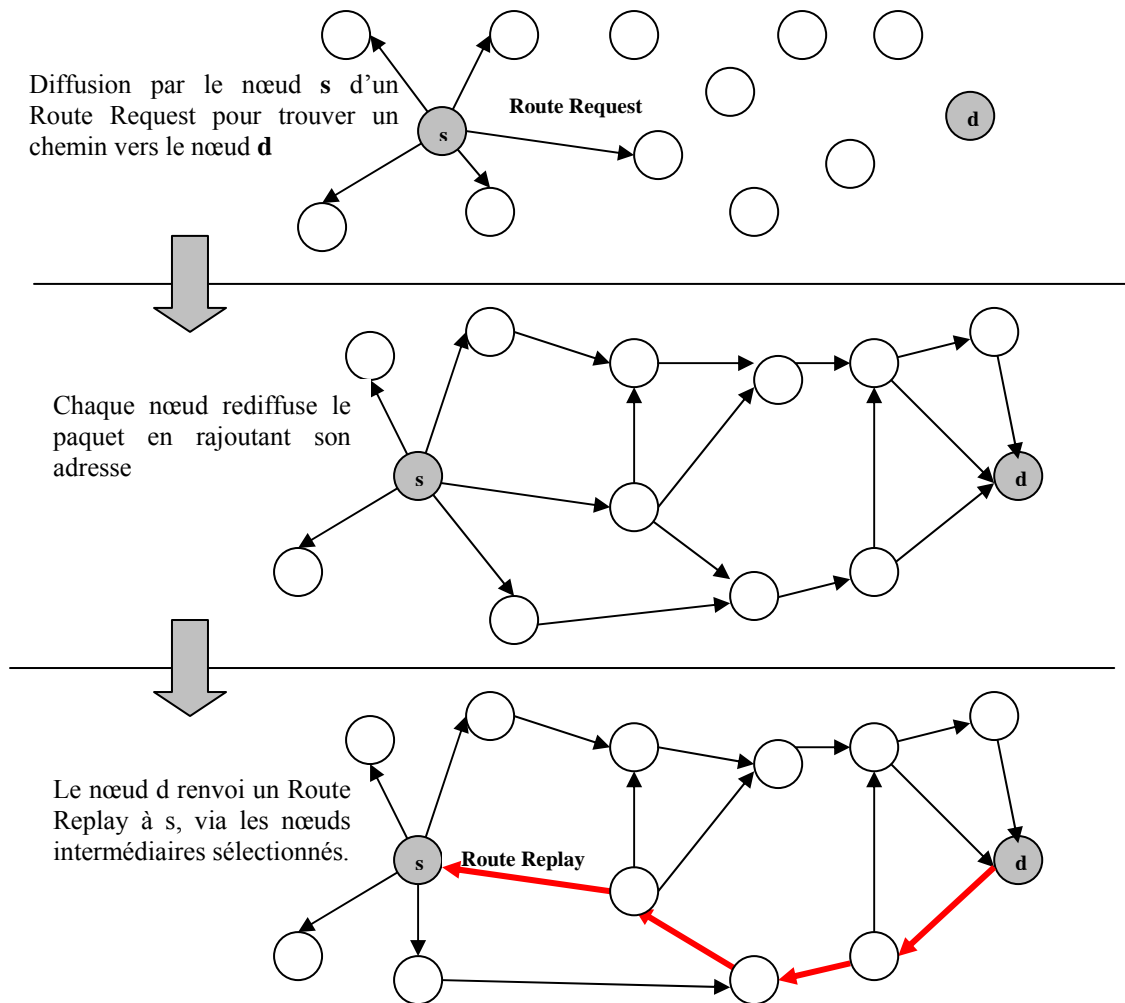 Diffusion par le nœud s d'un
Route Request pour trouver un
chemin vers le nœud d
Route Request
s
d
Chaque nœud rediffuse le
paquet en rajoutant son
adresse
s
d
Le nœud d renvoi un Route
Replay à s, via les nœuds
intermédiaires sélectionnés.
s
Route Replay
d